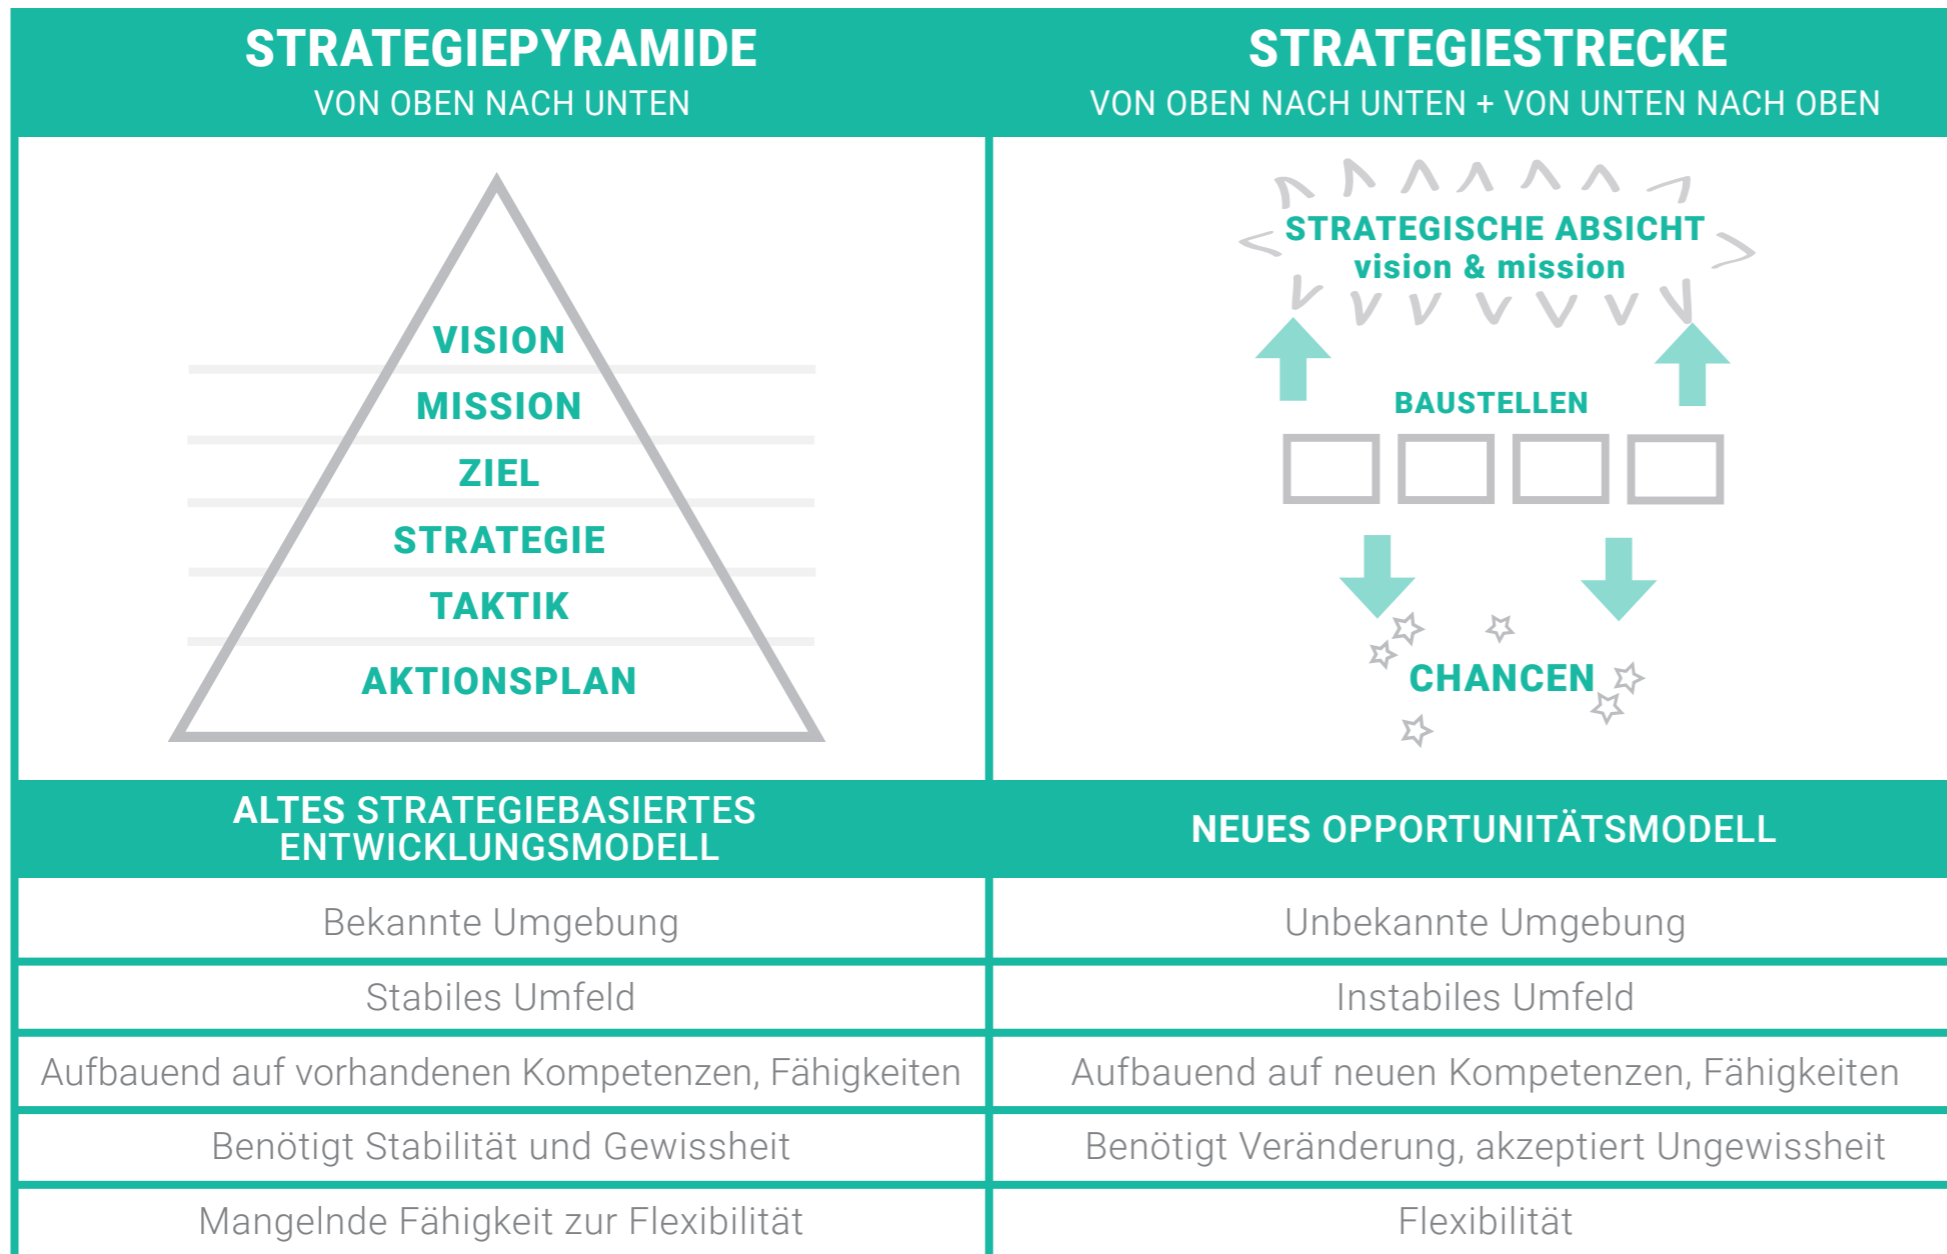 STRATEGIEPYRAMIDE
VON OBEN NACH UNTEN
STRATEGIESTRECKE
VON OBEN NACH UNTEN + VON UNTEN NACH OBEN
VISION
MISSION
ZIEL
STRATEGIE
TAKTIK
AKTIONSPLAN
STRATEGISCHE ABSICHT
vision & mission
BAUSTELLEN
CHANCEN
ALTES STRATEGIEBASIERTES
ENTWICKLUNGSMODELL
NEUES OPPORTUNITÄTSMODELL
Bekannte Umgebung
Unbekannte Umgebung
Stabiles Umfeld
Instabiles Umfeld
Aufbauend auf vorhandenen Kompetenzen, Fähigkeiten
Aufbauend auf neuen Kompetenzen, Fähigkeiten
Benötigt Stabilität und Gewissheit
Benötigt Veränderung, akzeptiert Ungewissheit
Mangelnde Fähigkeit zur Flexibilität
Flexibilität